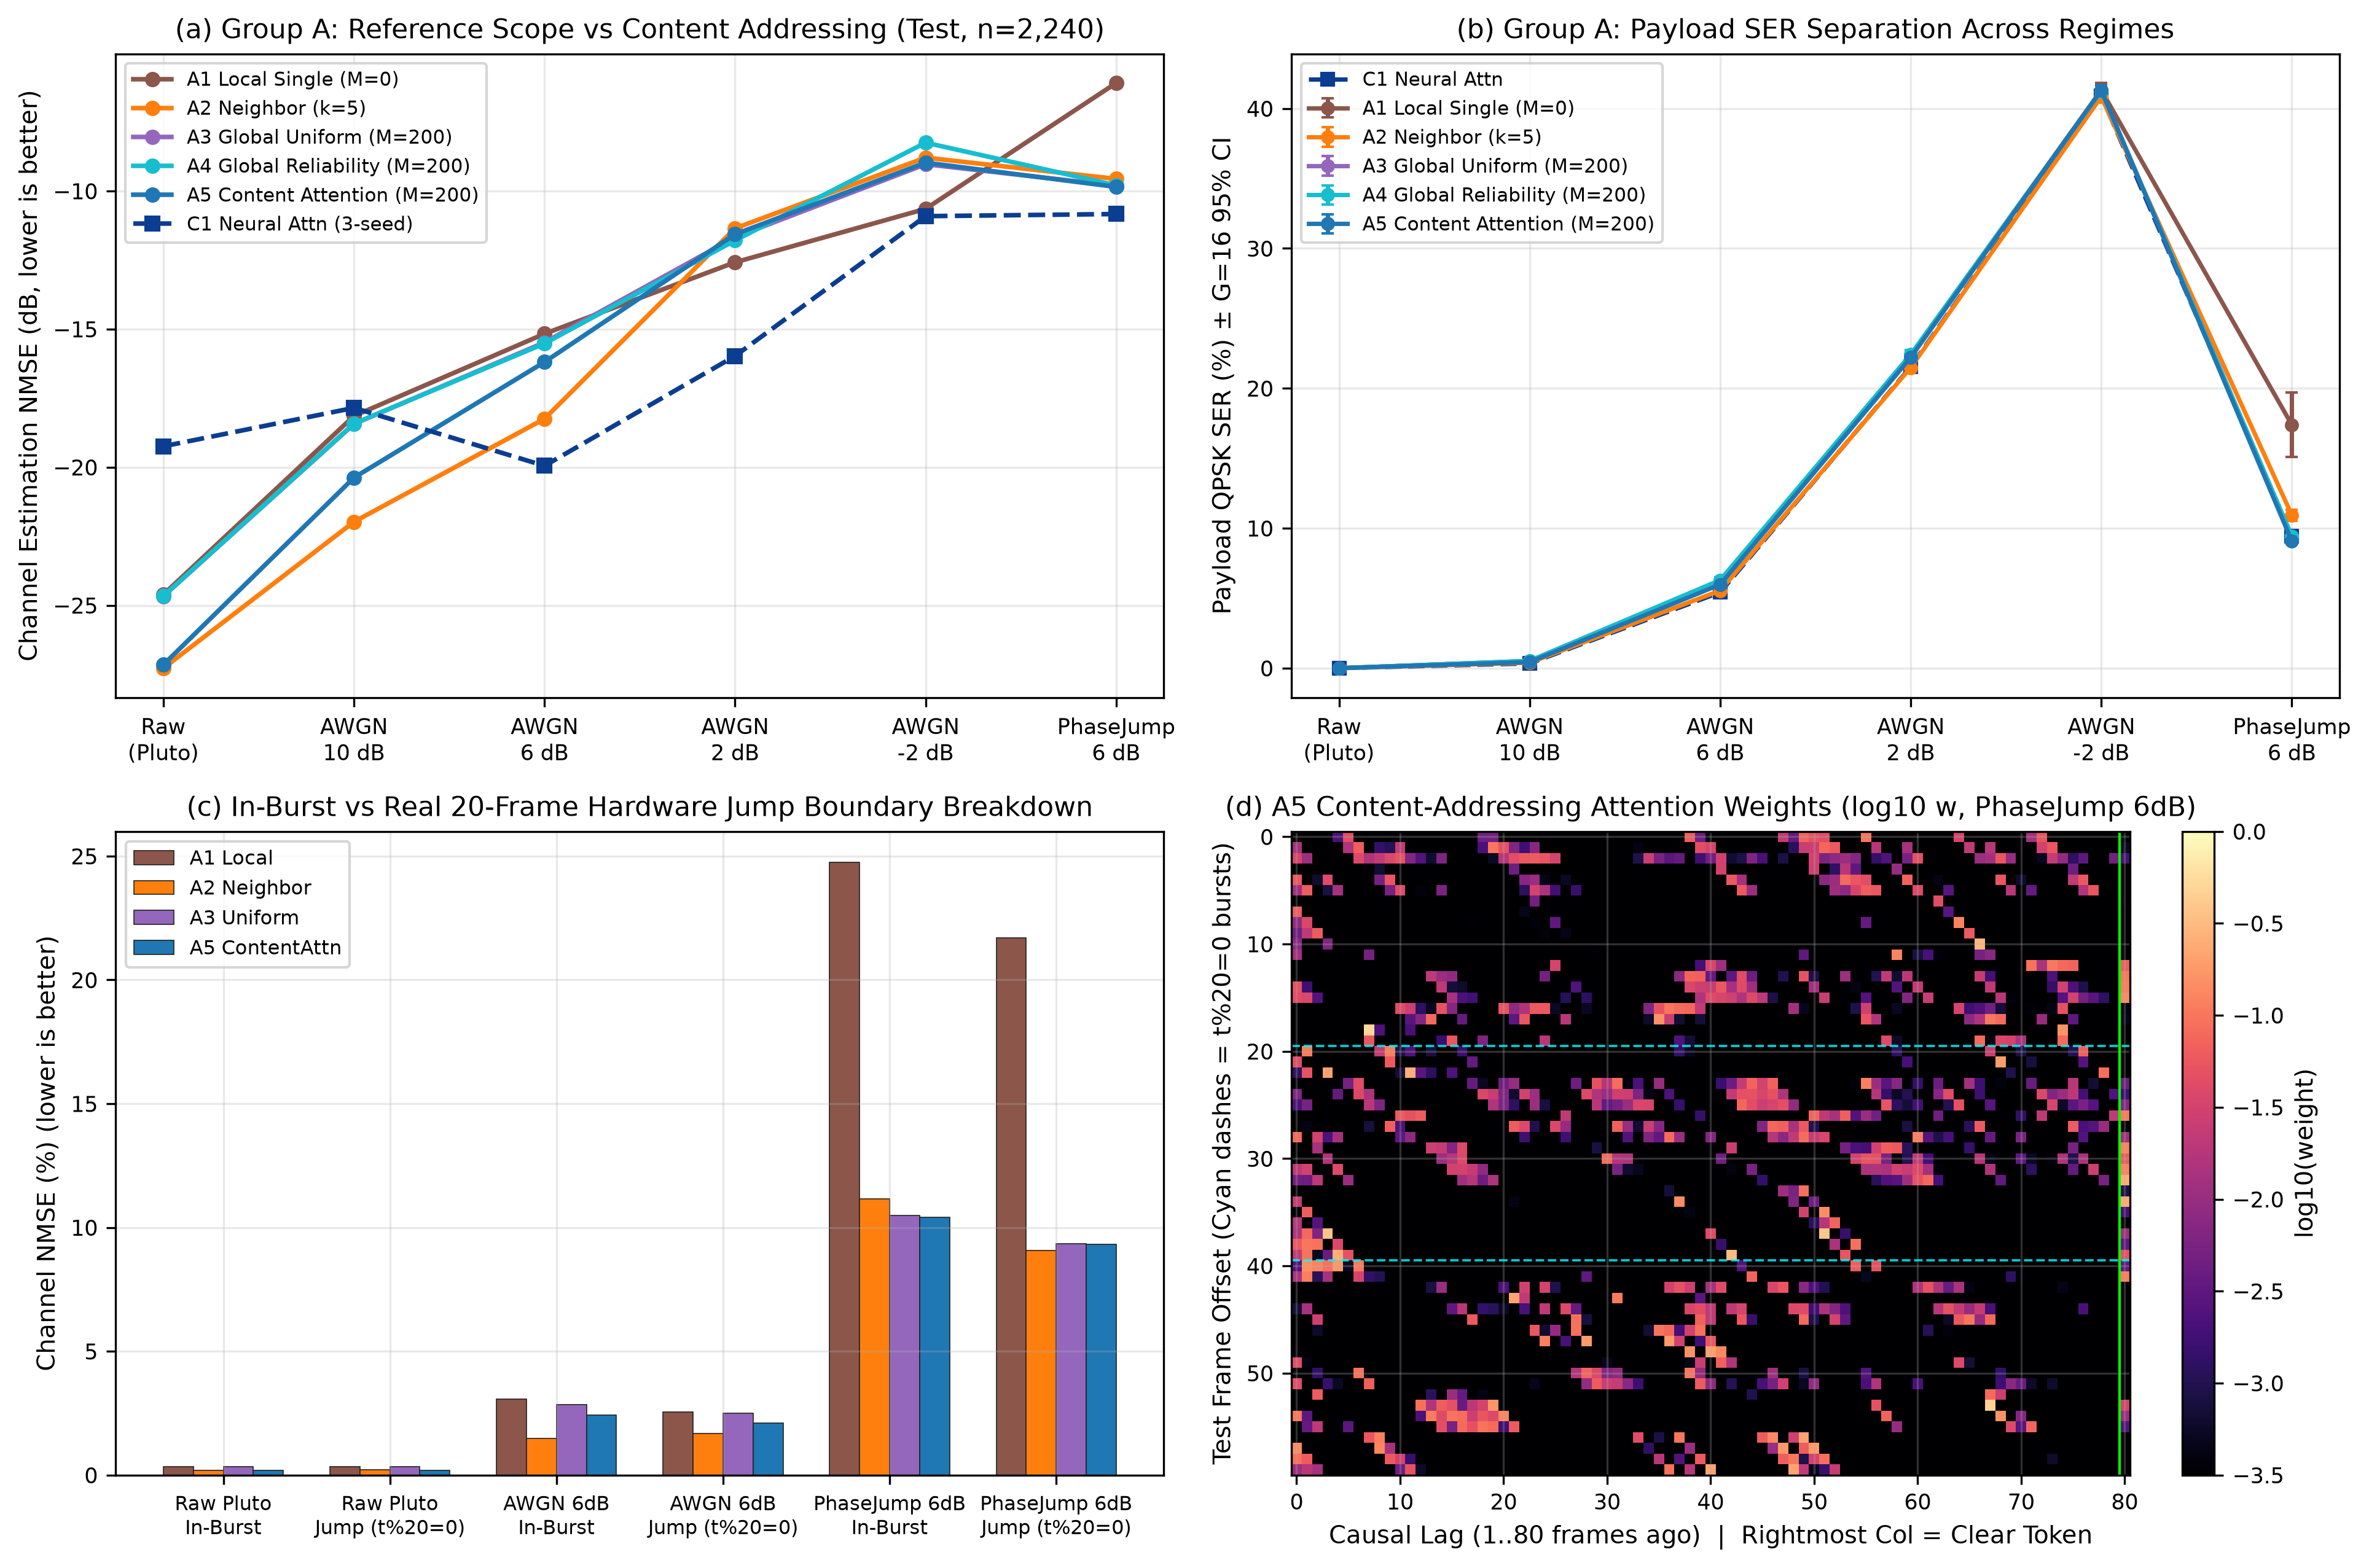 (a) Group A: Reference Scope vs Content Addressing (Test, n=2,240)
Channel Estimation NMSE (dB, lower is better)
−10
−15
−20
−25
A1 Local Single (M=0)
A2 Neighbor (k=5)
A3 Global Uniform (M=200)
A4 Global Reliability (M=200)
A5 Content Attention (M=200)
C1 Neural Attn (3-seed)
Raw
(Pluto)
AWGN
10 dB
AWGN
6 dB
AWGN
2 dB
AWGN
-2 dB
PhaseJump
6 dB
(b) Group A: Payload SER Separation Across Regimes
Payload QPSK SER (%) ± G=16 95% CI
40
30
20
10
0
C1 Neural Attn
A1 Local Single (M=0)
A2 Neighbor (k=5)
A3 Global Uniform (M=200)
A4 Global Reliability (M=200)
A5 Content Attention (M=200)
Raw
(Pluto)
AWGN
10 dB
AWGN
6 dB
AWGN
2 dB
AWGN
-2 dB
PhaseJump
6 dB
(c) In-Burst vs Real 20-Frame Hardware Jump Boundary Breakdown
Channel NMSE (%) (lower is better)
25
20
15
10
5
0
A1 Local
A2 Neighbor
A3 Uniform
A5 ContentAttn
Raw Pluto
In-Burst
Raw Pluto
Jump (t%20=0)
AWGN 6dB
In-Burst
AWGN 6dB
Jump (t%20=0)
PhaseJump 6dB
In-Burst
PhaseJump 6dB
Jump (t%20=0)
(d) A5 Content-Addressing Attention Weights (log10 w, PhaseJump 6dB)
Test Frame Offset (Cyan dashes = t%20=0 bursts)
0
10
20
30
40
50
0
10
20
30
40
50
60
70
80
Causal Lag (1..80 frames ago) | Rightmost Col = Clear Token
0.0
−0.5
−1.0
−1.5
−2.0
−2.5
−3.0
−3.5
log10(weight)